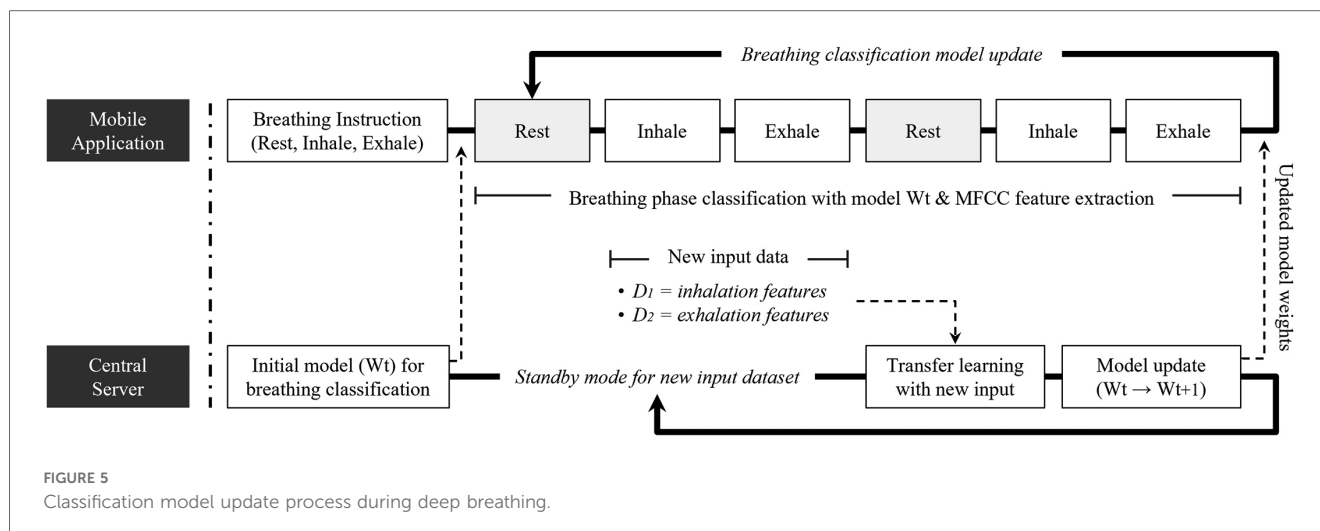 Breathing classification model update
Mobile
Application
Breathing Instruction
(Rest, Inhale, Exhale)
Rest
Inhale
Exhale
Rest
Inhale
Exhale
Breathing phase classification with model Wt & MFCC feature extraction
Updated model weights
New input data
• D1 = inhalation features
• D2 = exhalation features
Central
Server
Initial model (Wt) for
breathing classification
Standby mode for new input dataset
Transfer learning
with new input
Model update
(Wt → Wt+1)
FIGURE 5
Classification model update process during deep breathing.